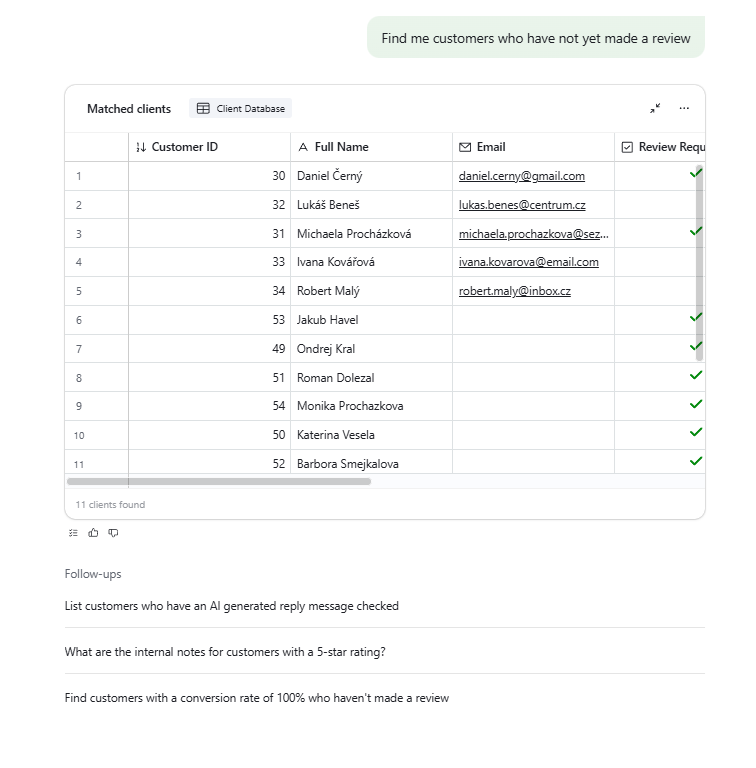 Find me customers who have not yet made a review
Matched clients Client Database
Customer ID Full Name Email Review Requ
1 30 Daniel Černý daniel.cerny@gmail.com
2 32 Lukáš Beneš lukas.benes@centrum.cz
3 31 Michaela Procházková michaela.prochazkova@sez...
4 33 Ivana Kovářová ivana.kovarova@email.com
5 34 Robert Malý robert.maly@inbox.cz
6 53 Jakub Havel
7 49 Ondrej Kral
8 51 Roman Dolezal
9 54 Monika Prochazkova
10 50 Katerina Vesela
11 52 Barbora Smejkalova
11 clients found
Follow-ups
List customers who have an AI generated reply message checked
What are the internal notes for customers with a 5-star rating?
Find customers with a conversion rate of 100% who haven't made a review